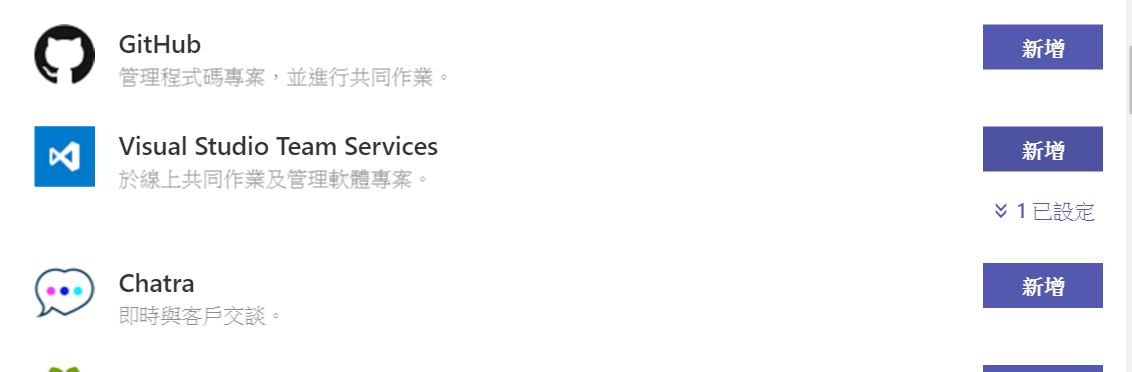 GitHub
新增
管理程式碼專案，並進行共同作業。
Visual Studio Team Services
新增
於線上共同作業及管理軟體專案。
1 已設定
Chatra
新增
即時與客戶交談。